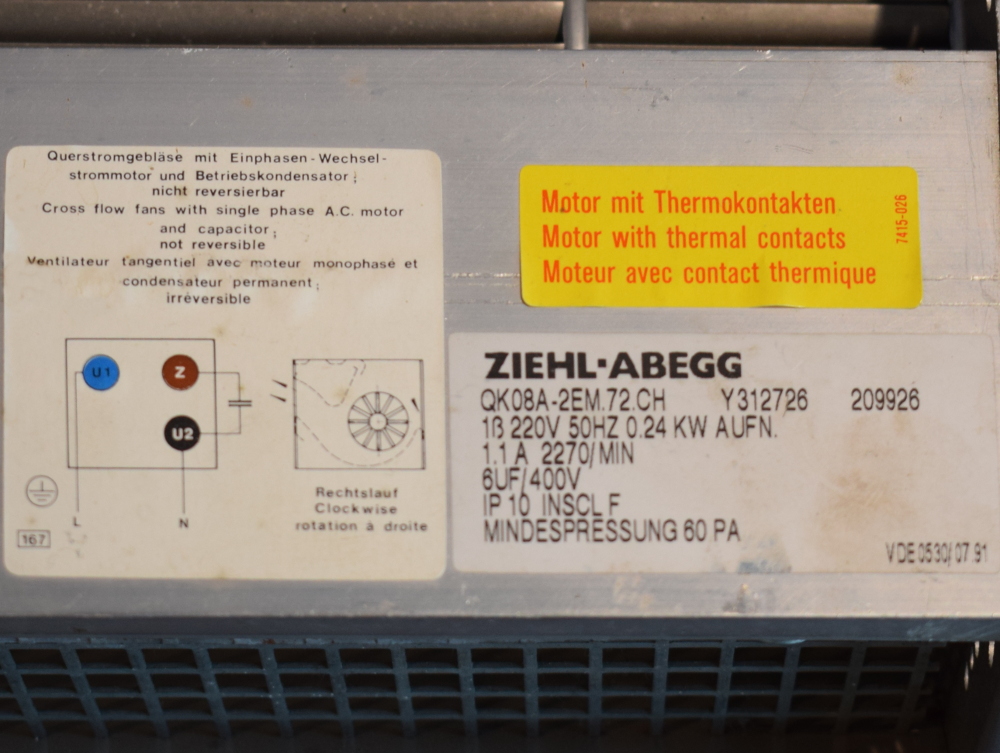 Querstromgebläse mit Einphasen-Wechsel-
strommotor und Betriebskondensator;
nicht reversierbar
Cross flow fans with single phase A.C. motor
and capacitor;
not reversible
Ventilateur tangentiel avec moteur monophasé et
condensateur permanent;
irréversible
U1
Z
U2
L
N
167
Rechtslauf
Clockwise
rotation à droite
Motor mit Thermokontakten
Motor with thermal contacts
Moteur avec contact thermique
7415-026
ZIEHL-ABEGG
QK08A-2EM.72.CH Y312726 209926
1ß 220V 50HZ 0.24 KW AUFN.
1.1 A 2270/MIN
6UF/400V
IP 10 INSCL F
MINDESPRESSUNG 60 PA
VDE 0530/07.91